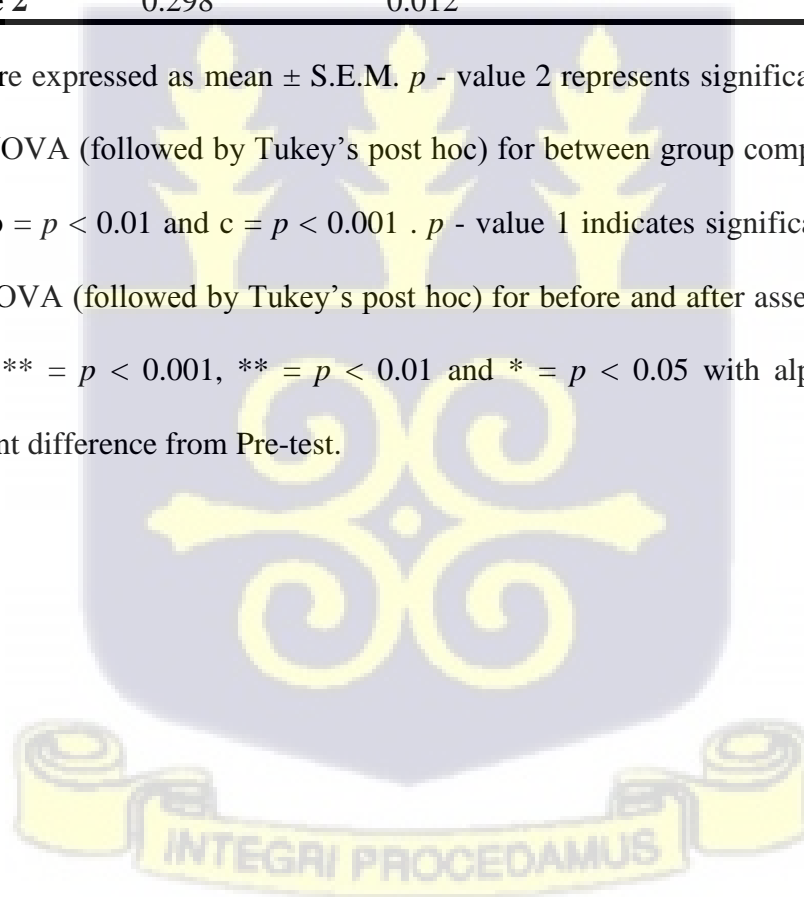 2 0.298 0.012
re expressed as mean ± S.E.M. p - value 2 represents significa
OVA (followed by Tukey's post hoc) for between group comp
= p < 0.01 and c = p < 0.001 . p - value 1 indicates significa
OVA (followed by Tukey's post hoc) for before and after asse
** = p < 0.001, ** = p < 0.01 and * = p < 0.05 with alp
nt difference from Pre-test.
INTEGRI PROCEDAMUS